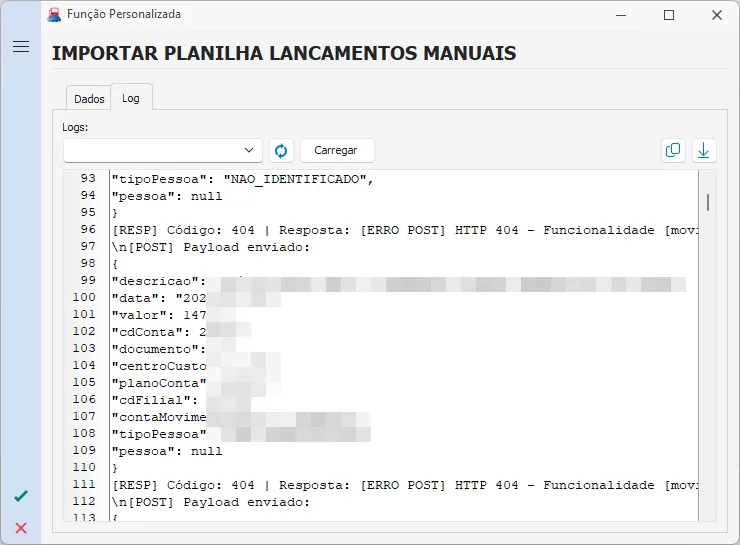 Função Personalizada
IMPORTAR PLANILHA LANCAMENTOS MANUAIS
Dados
Log
Logs:
Carregar
93 "tipoPessoa": "NAO_IDENTIFICADO",
94 "pessoa": null
95 }
96 [RESP] Código: 404 | Resposta: [ERRO POST] HTTP 404 - Funcionalidade [movi
97 \n[POST] Payload enviado:
98 {
99 "descricao":
100 "data": "202
101 "valor": 147
102 "cdConta": 2
103 "documento":
104 "centroCusto
105 "planoConta"
106 "cdFilial":
107 "contaMovime
108 "tipoPessoa"
109 "pessoa": null
110 }
111 [RESP] Código: 404 | Resposta: [ERRO POST] HTTP 404 - Funcionalidade [movi
112 \n[POST] Payload enviado:
113 {